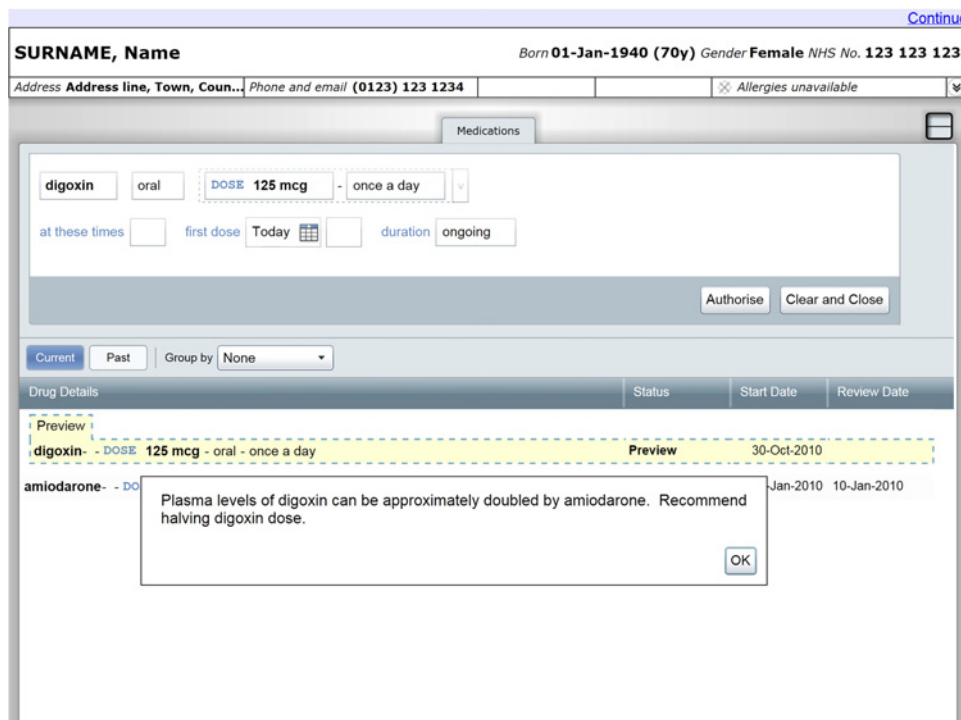 Continue
SURNAME, Name Born 01-Jan-1940 (70y) Gender Female NHS No. 123 123 123
Address Address line, Town, Coun... Phone and email (0123) 123 1234 Allergies unavailable
Medications
digoxin oral DOSE 125 mcg - once a day
at these times first dose Today duration ongoing
Authorise Clear and Close
Current Past Group by None
Drug Details Status Start Date Review Date
Preview
digoxin- - DOSE 125 mcg - oral - once a day Preview 30-Oct-2010
amiodarone- - DO -Jan-2010 10-Jan-2010
Plasma levels of digoxin can be approximately doubled by amiodarone. Recommend
halving digoxin dose.
OK